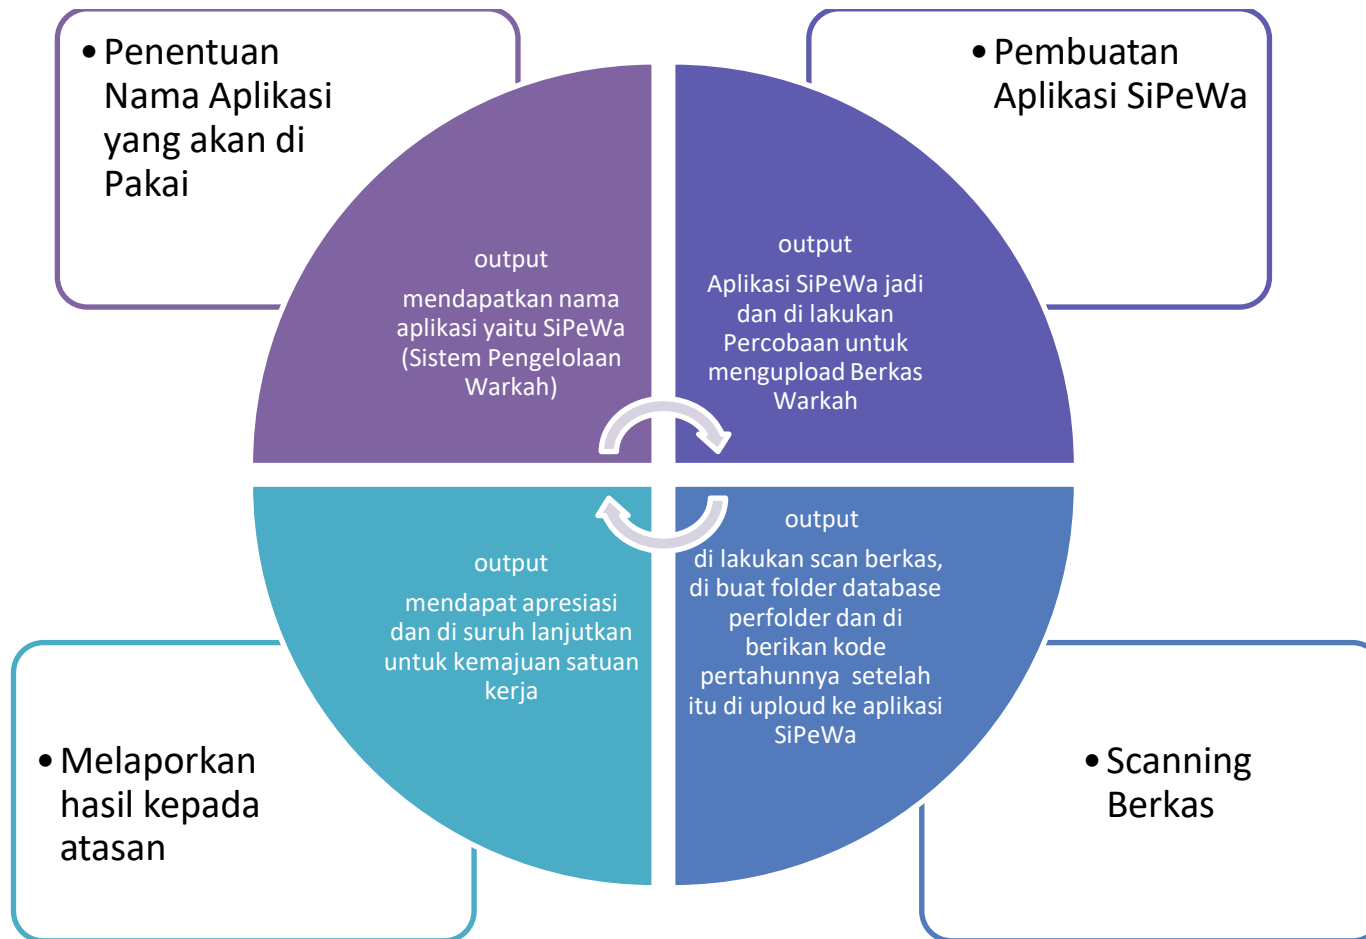 • Penentuan
Nama Aplikasi
yang akan di
Pakai
output
mendapatkan nama
aplikasi yaitu SiPeWa
(Sistem Pengelolaan
Warkah)
• Pembuatan
Aplikasi SiPeWa
output
Aplikasi SiPeWa jadi
dan di lakukan
Percobaan untuk
mengupload Berkas
Warkah
• Scanning
Berkas
output
di lakukan scan berkas,
di buat folder database
perfolder dan di
berikan kode
pertahunnya setelah
itu di uploud ke aplikasi
SiPeWa
• Melaporkan
hasil kepada
atasan
output
mendapat apresiasi
dan di suruh lanjutkan
untuk kemajuan satuan
kerja